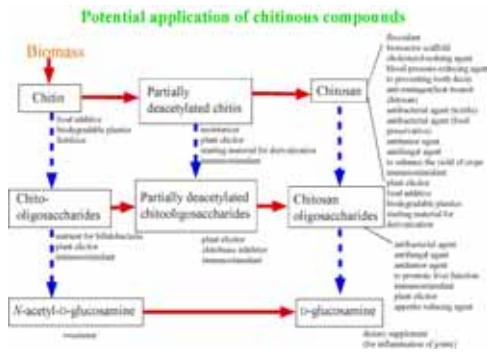 Potential application of chitinous compounds
Biomass
Chitin
Partially
deacetylated chitin
Chitosan
flocculant
bioreactor scaffold
cholesterol-reducing agent
blood pressure-reducing agent
to preventing tooth decay
chitosan)
antibacterial agent (textile)
antibacterial agent (food
preservative)
antitumor agent
antifungal agent
to enhance the yield of crops
immunostimulant
plant elicitor
food additive
biodegradable plastics
starting material for
derivatization
food additive
biodegradable plastics
plant elicitor
starting material for derivatization
immunostimulant
Chito-
oligosaccharides
Partially deacetylated
chitooligosaccharides
Chitosan
oligosaccharides
nutrient for bifidobacteria
plant elicitor
immunostimulant
plant elicitor
chitinase inhibitor
immunostimulant
antibacterial agent
antifungal agent
antitumor agent
to promote liver function
immunostimulant
plant elicitor
appetite reducing agent
N-acetyl-D-glucosamine
D-glucosamine
sweetener
dietary supplement
(for inflammation of joints)